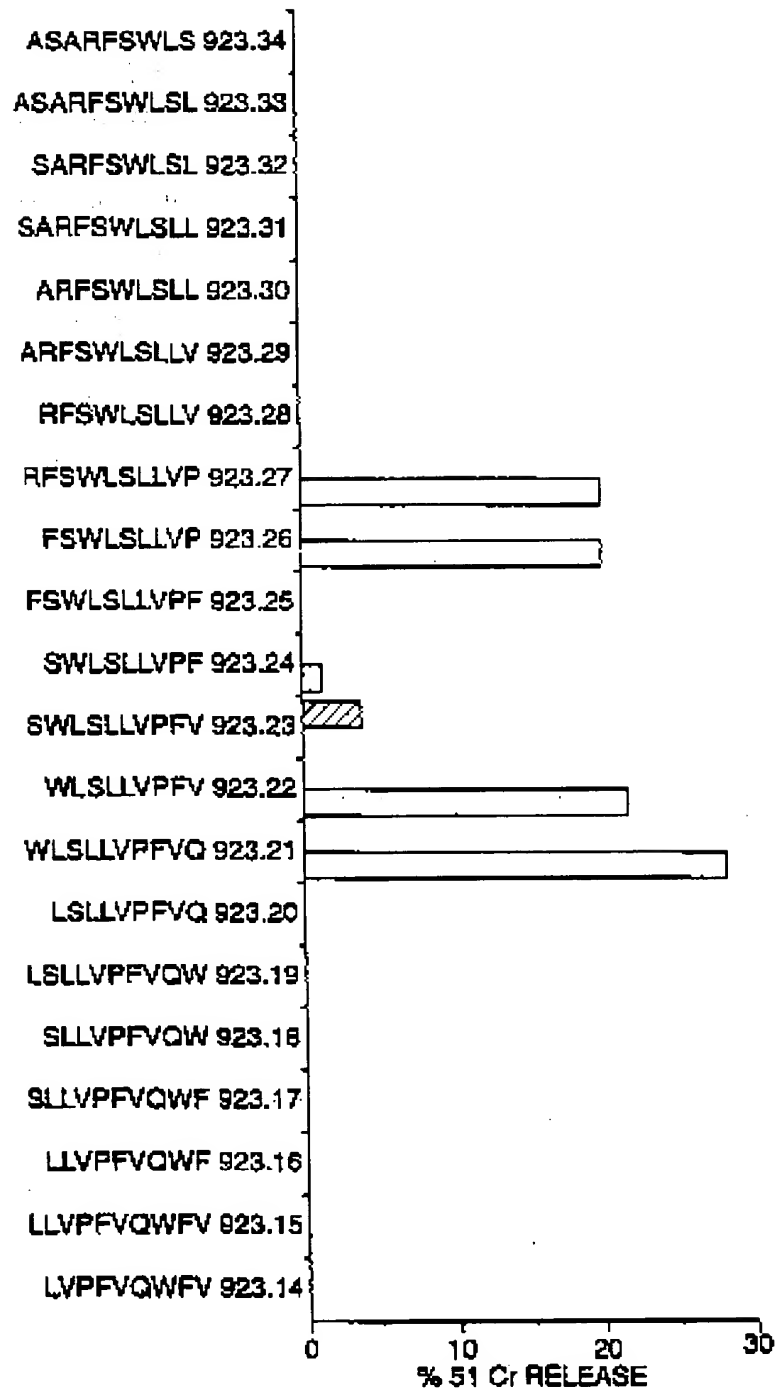 ASARFSWLS 923.34
ASARFSWLSL 923.33
SARFSWLSL 923.32
SARFSWLSLL 923.31
ARFSWLSLL 923.30
ARFSWLSLLV 923.29
RFSWLSLLV 923.28
RFSWLSLLVP 923.27
FSWLSLLVP 923.26
FSWLSLLVPF 923.25
SWLSLLVPF 923.24
SWLSLLVPFV 923.23
WLSLLVPFV 923.22
WLSLLVPFVQ 923.21
LSLLVPFVQ 923.20
LSLLVPFVQW 923.19
SLLVPFVQW 923.18
SLLVPFVQWF 923.17
LLVPFVQWF 923.16
LLVPFVQWFV 923.15
LVPFVQWFV 923.14
0 10 20 30
% 51 Cr RELEASE